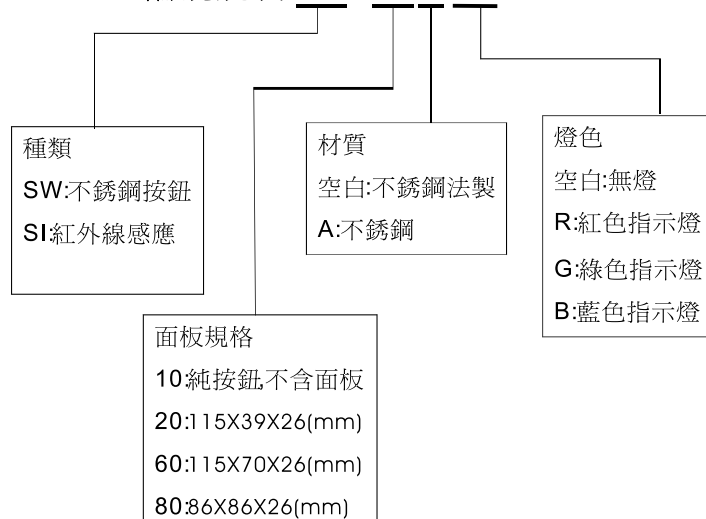 種類
SW:不銹鋼按鈕
SI:紅外線感應
材質
空白:不銹鋼法製
A:不銹鋼
燈色
空白:無燈
R:紅色指示燈
G:綠色指示燈
B:藍色指示燈
面板規格
10:純按鈕,不含面板
20:115X39X26(mm)
60:115X70X26(mm)
80:86X86X26(mm)